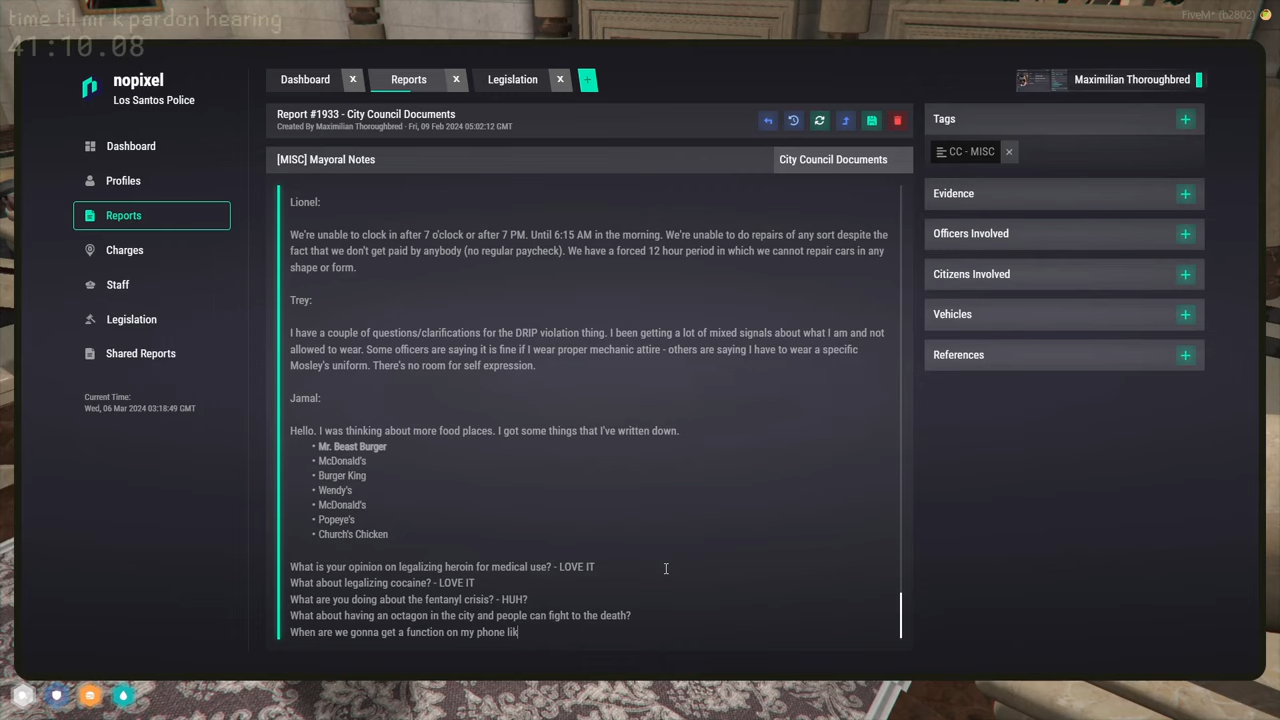 time til mr k pardon hearing
41:10.08
FiveM* (b2802)
nopixel
Los Santos Police
Dashboard x Reports x Legislation x +
Maximilian Thoroughbred
Dashboard
Profiles
Reports
Charges
Staff
Legislation
Shared Reports
Current Time:
Wed, 06 Mar 2024 03:18:49 GMT
Report #1933 - City Council Documents
Created By Maximilian Thoroughbred · Fri, 09 Feb 2024 05:02:12 GMT
[MISC] Mayoral Notes
City Council Documents
Lionel:
We're unable to clock in after 7 o'clock or after 7 PM. Until 6:15 AM in the morning. We're unable to do repairs of any sort despite the
fact that we don't get paid by anybody (no regular paycheck). We have a forced 12 hour period in which we cannot repair cars in any
shape or form.
Trey:
I have a couple of questions/clarifications for the DRIP violation thing. I been getting a lot of mixed signals about what I am and not
allowed to wear. Some officers are saying it is fine if I wear proper mechanic attire - others are saying I have to wear a specific
Mosley's uniform. There's no room for self expression.
Jamal:
Hello. I was thinking about more food places. I got some things that I've written down.
• Mr. Beast Burger
• McDonald's
• Burger King
• Wendy's
• McDonald's
• Popeye's
• Church's Chicken
What is your opinion on legalizing heroin for medical use? - LOVE IT
What about legalizing cocaine? - LOVE IT
What are you doing about the fentanyl crisis? - HUH?
What about having an octagon in the city and people can fight to the death?
When are we gonna get a function on my phone lik
Tags +
CC - MISC x
Evidence +
Officers Involved +
Citizens Involved +
Vehicles +
References +